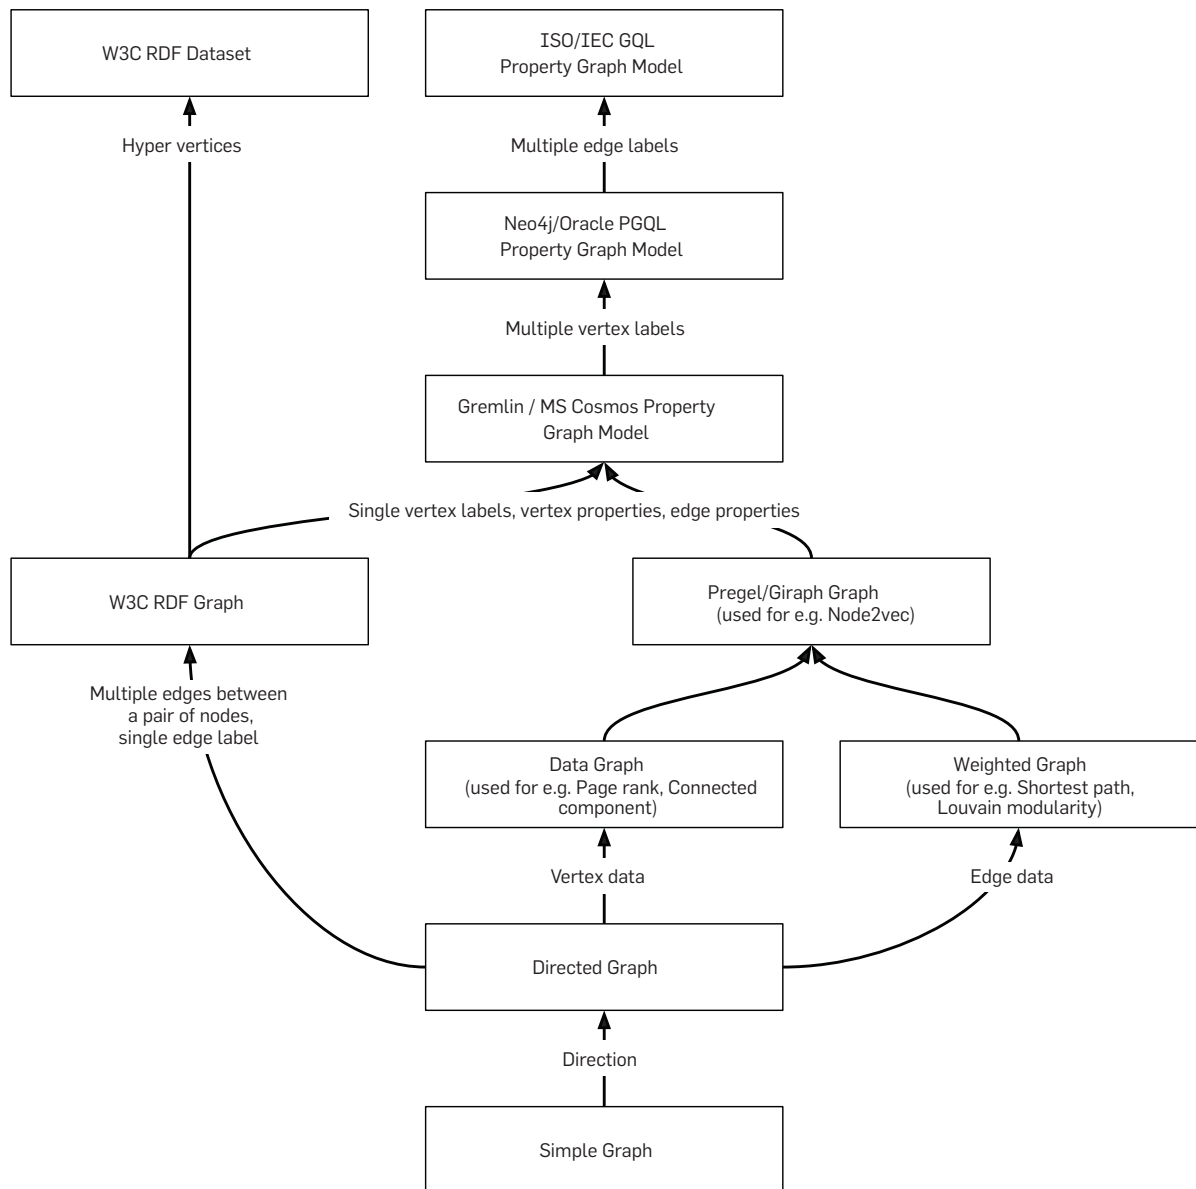 W3C RDF Dataset
ISO/IEC GQL
Property Graph Model
Hyper vertices
Multiple edge labels
Neo4j/Oracle PGQL
Property Graph Model
Multiple vertex labels
Gremlin / MS Cosmos Property
Graph Model
Single vertex labels, vertex properties, edge properties
W3C RDF Graph
Pregel/Giraph Graph
(used for e.g. Node2vec)
Multiple edges between
a pair of nodes,
single edge label
Data Graph
(used for e.g. Page rank, Connected
component)
Weighted Graph
(used for e.g. Shortest path,
Louvain modularity)
Vertex data
Edge data
Directed Graph
Direction
Simple Graph